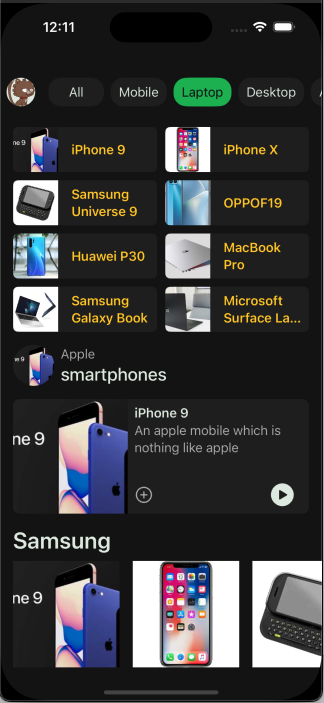 12:11
All
Mobile
Laptop
Desktop
ne 9
iPhone 9
iPhone X
Samsung
Universe 9
OPPOF19
Huawei P30
MacBook
Pro
Samsung
Galaxy Book
Microsoft
Surface La...
ne 9
Apple
smartphones
ne 9
iPhone 9
An apple mobile which is
nothing like apple
Samsung
ne 9